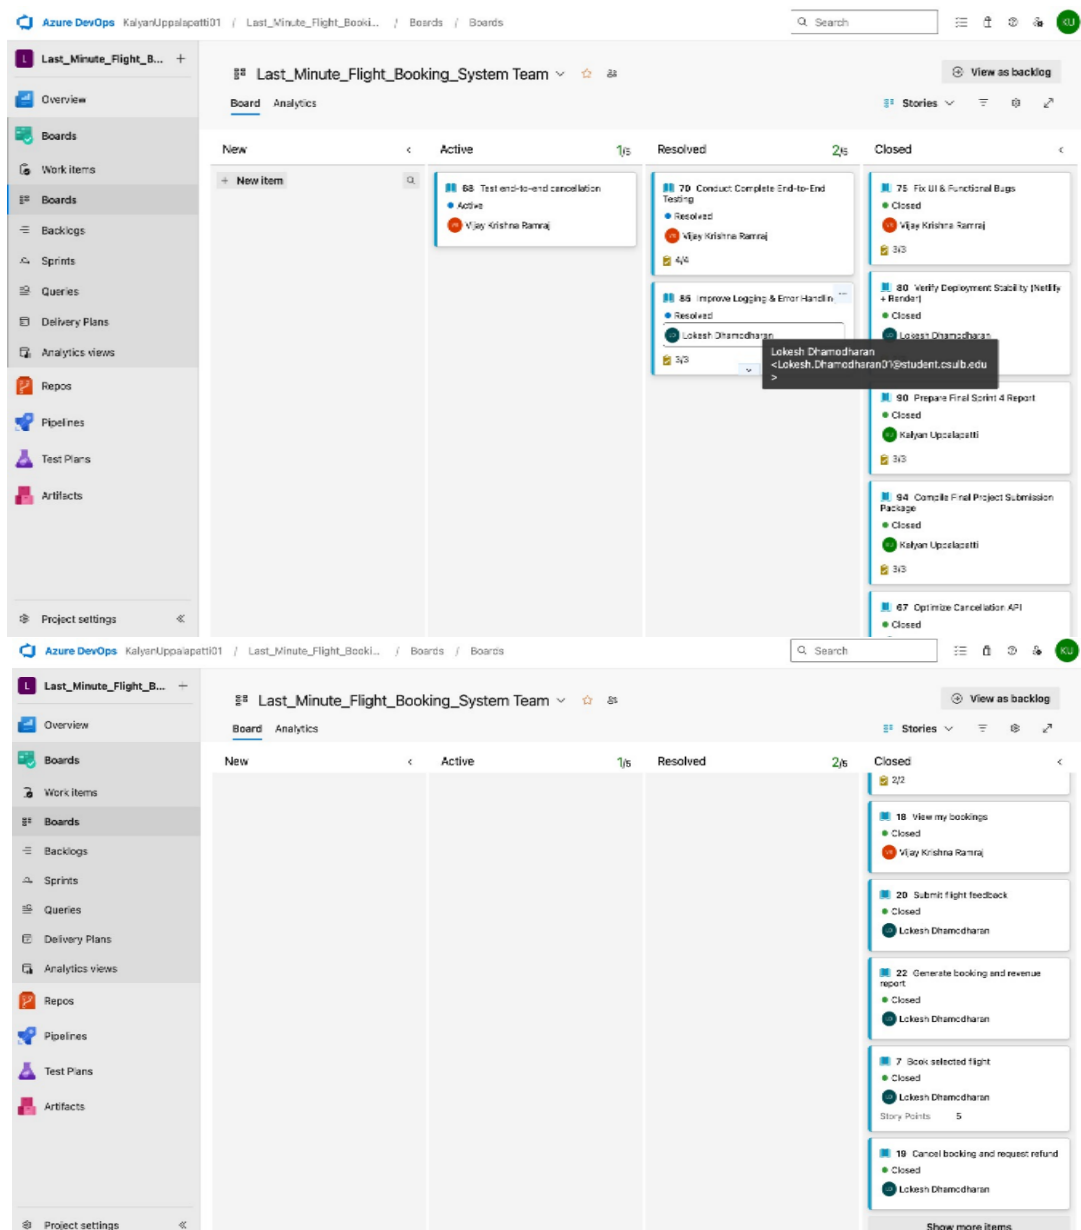 Azure DevOps KalyanUppalapatti01 / Last_Minute_Flight_Booki... / Boards / Boards
Search
KU
L Last_Minute_Flight_B... +
Overview
Boards
Work items
Boards
Backlogs
Sprints
Queries
Delivery Plans
Analytics views
Repos
Pipelines
Test Plans
Artifacts
Project settings
Last_Minute_Flight_Booking_System Team
View as backlog
Board Analytics
Stories
New
+ New item
Active 1/5
68 Test end-to-end cancellation
Active
Vijay Krishna Ramraj
Resolved 2/5
70 Conduct Complete End-to-End
Testing
Resolved
Vijay Krishna Ramraj
4/4
86 Improve Logging & Error Handlin
Resolved
Lokesh Dhamodharan
3/3
Lokesh Dhamodharan
<Lokesh.Dhamodharan01@student.csulb.edu
>
Closed
75 Fix UI & Functional Bugs
Closed
Vijay Krishna Ramraj
3/3
80 Verify Deployment Stability (Netlify
+ Render)
Closed
Lokesh Dhamodharan
90 Prepare Final Sprint 4 Report
Closed
Kalyan Uppalapatti
3/3
94 Compile Final Project Submission
Package
Closed
Kalyan Uppalapatti
3/3
67 Optimize Cancellation API
Closed
Azure DevOps KalyanUppalapatti01 / Last_Minute_Flight_Booki... / Boards / Boards
Search
KU
L Last_Minute_Flight_B... +
Overview
Boards
Work items
Boards
Backlogs
Sprints
Queries
Delivery Plans
Analytics views
Repos
Pipelines
Test Plans
Artifacts
Project settings
Last_Minute_Flight_Booking_System Team
View as backlog
Board Analytics
Stories
New
Active 1/5
Resolved 2/5
Closed
2/2
18 View my bookings
Closed
Vijay Krishna Ramraj
20 Submit flight feedback
Closed
Lokesh Dhamodharan
22 Generate booking and revenue
report
Closed
Lokesh Dhamodharan
7 Book selected flight
Closed
Lokesh Dhamodharan
Story Points 5
19 Cancel booking and request refund
Closed
Lokesh Dhamodharan
Show more items